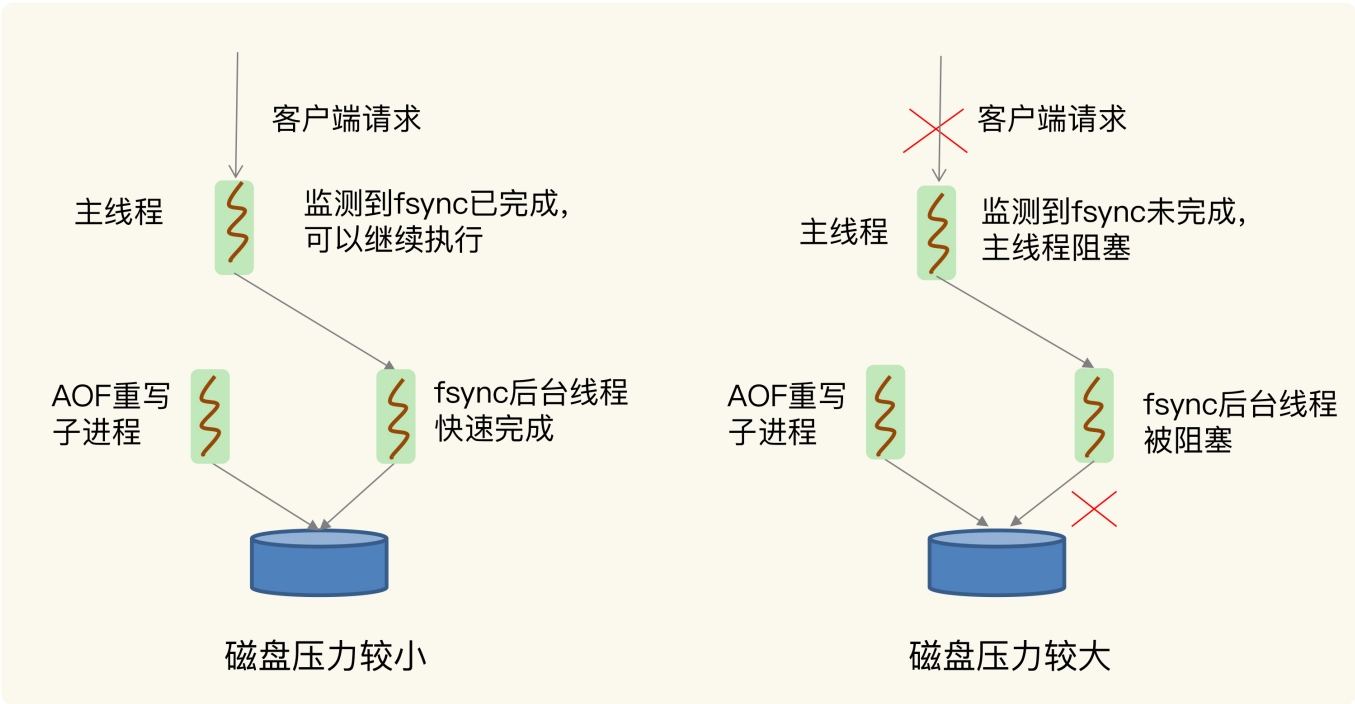 客户端请求
主线程
监测到fsync已完成，
可以继续执行
AOF重写
子进程
fsync后台线程
快速完成
磁盘压力较小
客户端请求
主线程
监测到fsync未完成，
主线程阻塞
AOF重写
子进程
fsync后台线程
被阻塞
磁盘压力较大